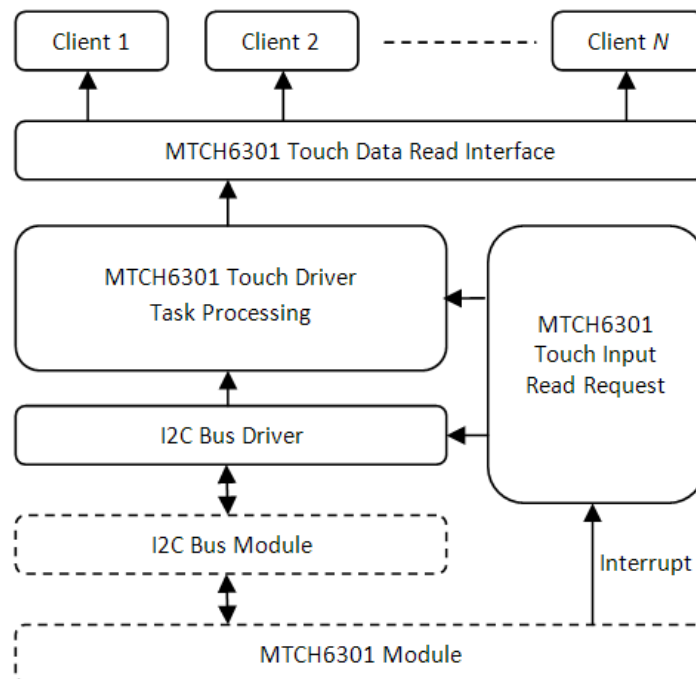 Client 1
Client 2
Client N
MTCH6301 Touch Data Read Interface
MTCH6301 Touch Driver
Task Processing
MTCH6301
Touch Input
Read Request
I2C Bus Driver
I2C Bus Module
Interrupt
MTCH6301 Module